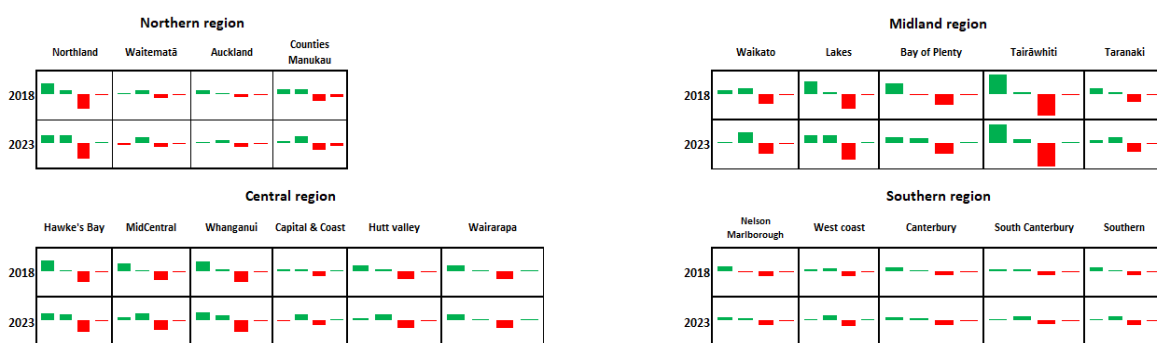 Northern region
Northland Waitematā Auckland Counties Manukau
2018
2023
Midland region
Waikato Lakes Bay of Plenty Tairāwhiti Taranaki
2018
2023
Central region
Hawke's Bay MidCentral Whanganui Capital & Coast Hutt valley Wairarapa
2018
2023
Southern region
Nelson Marlborough West coast Canterbury South Canterbury Southern
2018
2023